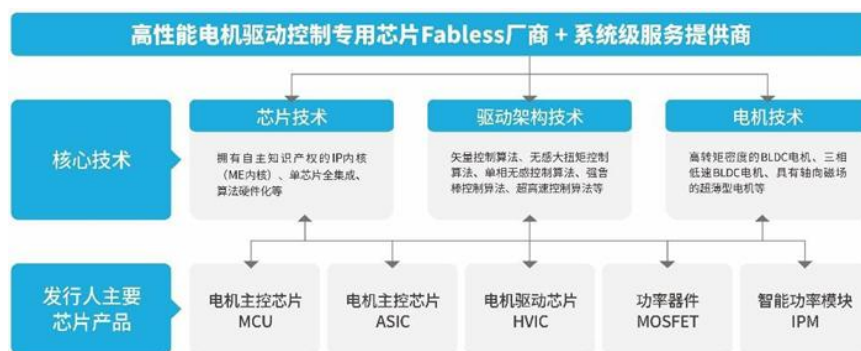 高性能电机驱动控制专用芯片Fabless厂商 + 系统级服务提供商
核心技术
芯片技术
拥有自主知识产权的IP内核
（ME内核）、单芯片全集成、
算法硬件化等
驱动架构技术
矢量控制算法、无感大扭矩控制
算法、单相无感控制算法、强鲁
棒控制算法、超高速控制算法等
电机技术
高转矩密度的BLDC电机、三相
低速BLDC电机、具有轴向磁场
的超薄型电机等
发行人主要
芯片产品
电机主控芯片
MCU
电机主控芯片
ASIC
电机驱动芯片
HVIC
功率器件
MOSFET
智能功率模块
IPM